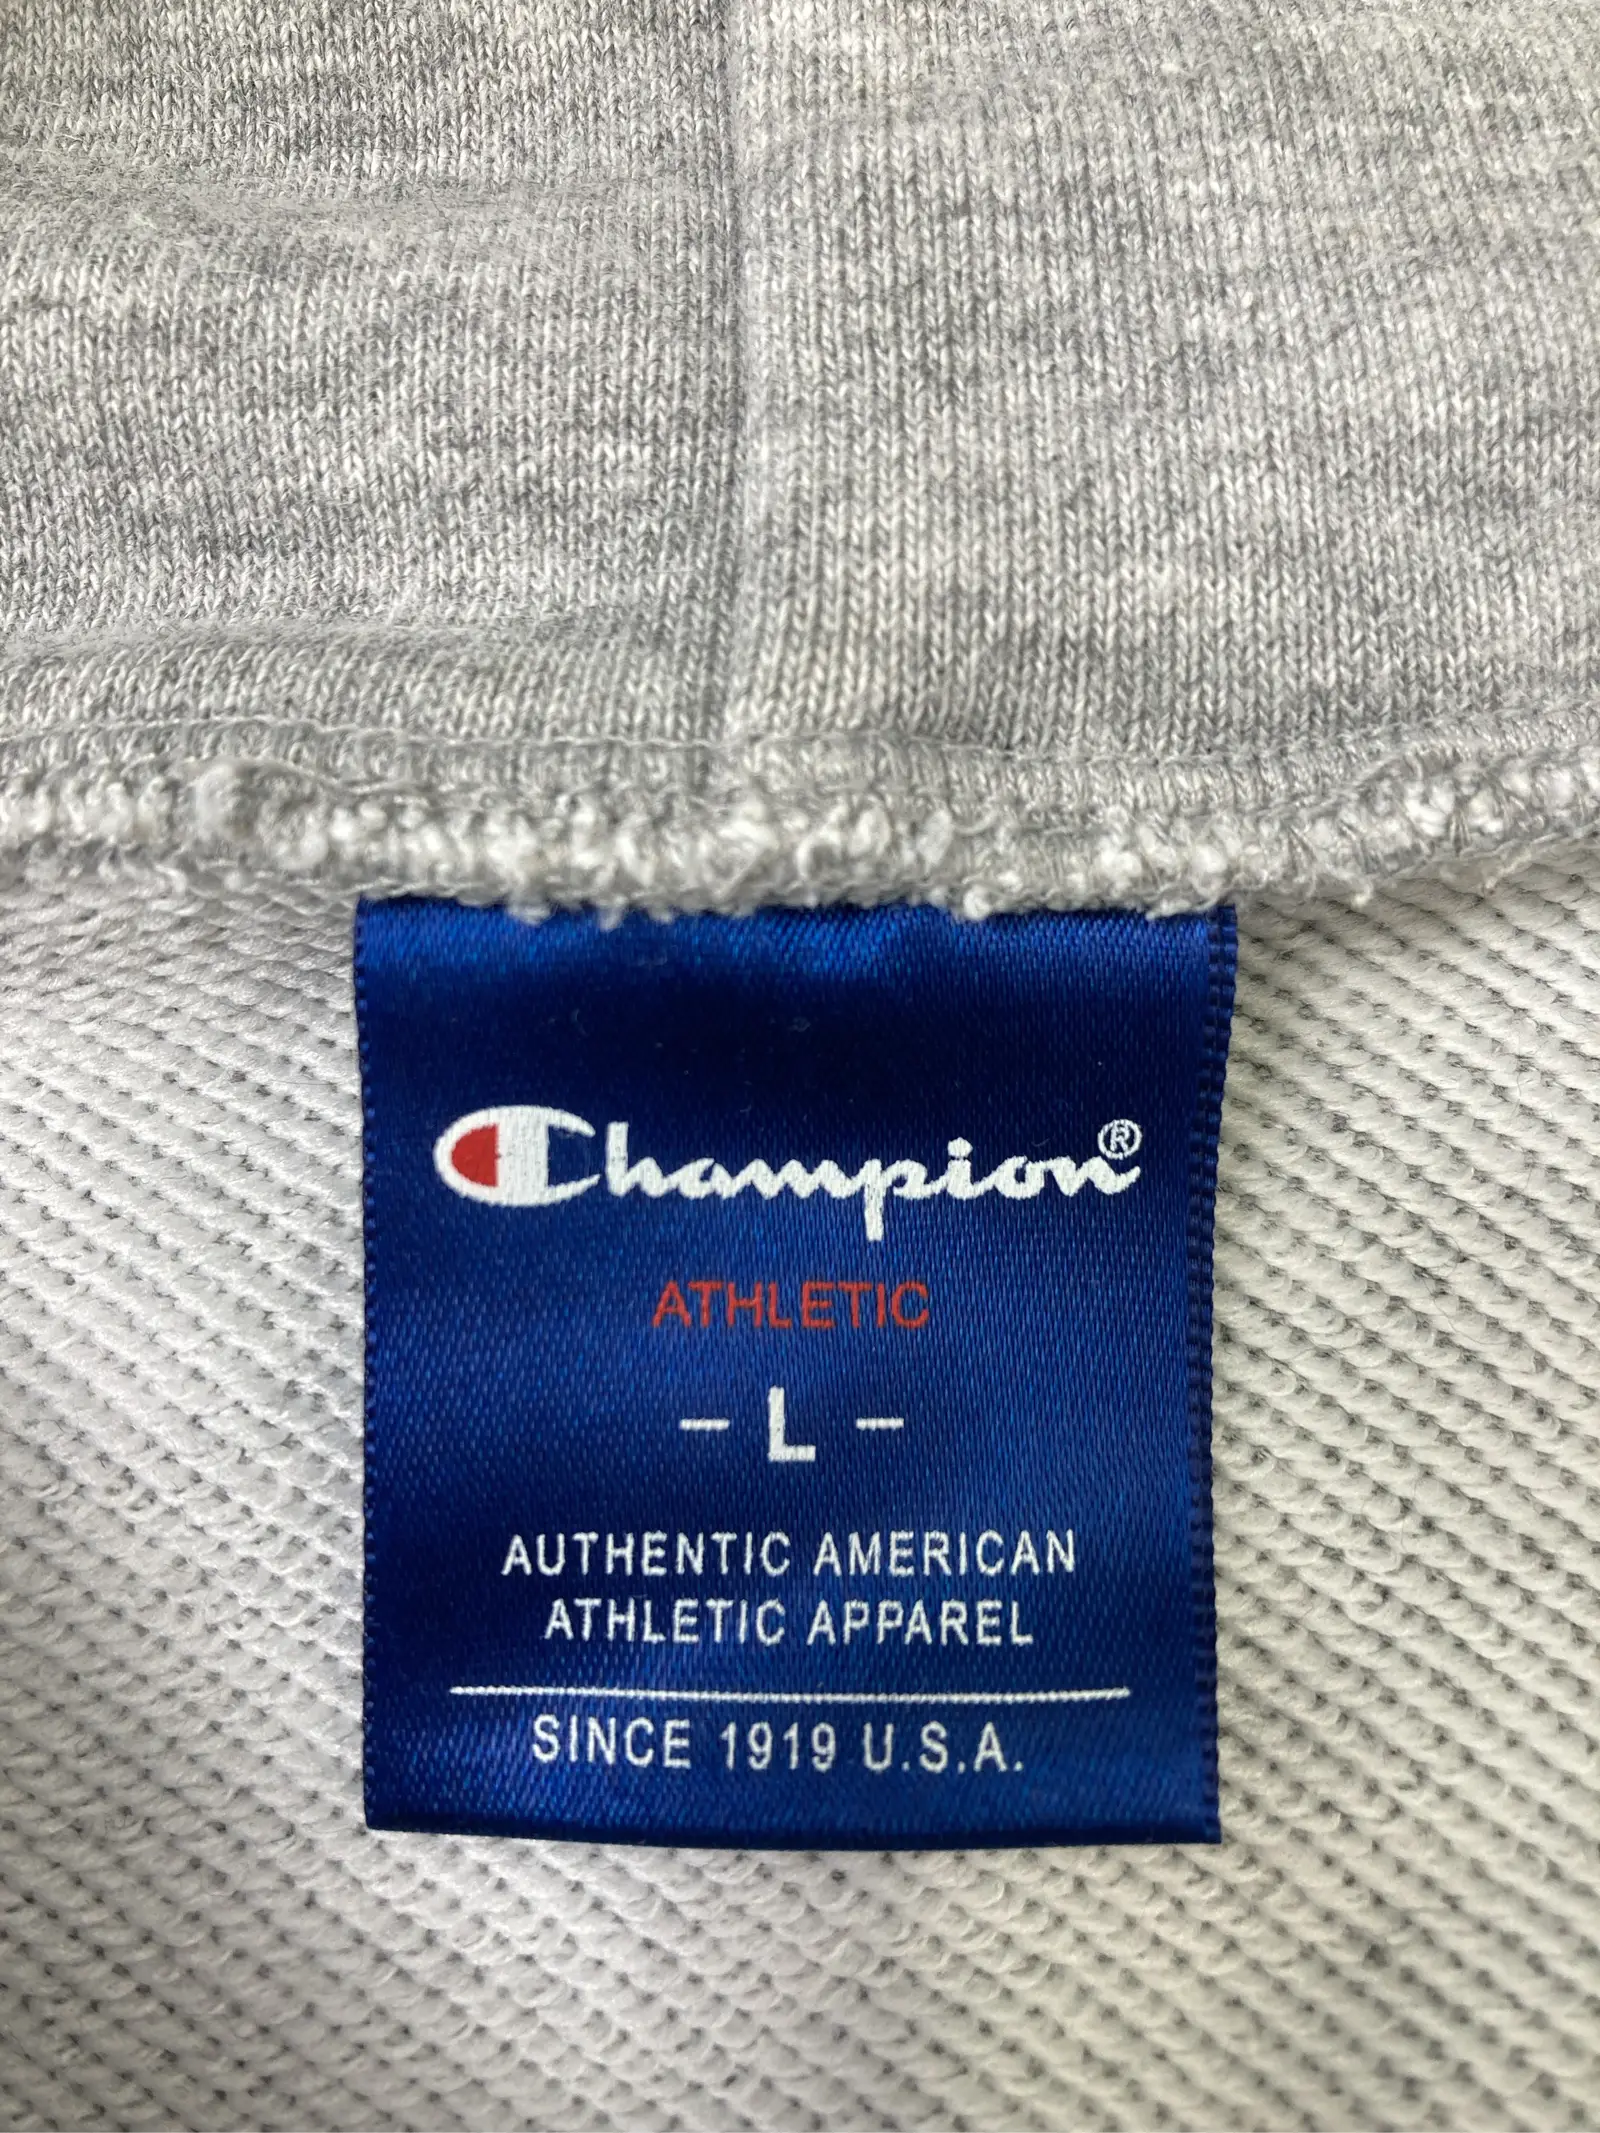 Champion®
ATHLETIC
- L -
AUTHENTIC AMERICAN
ATHLETIC APPAREL
SINCE 1919 U.S.A.